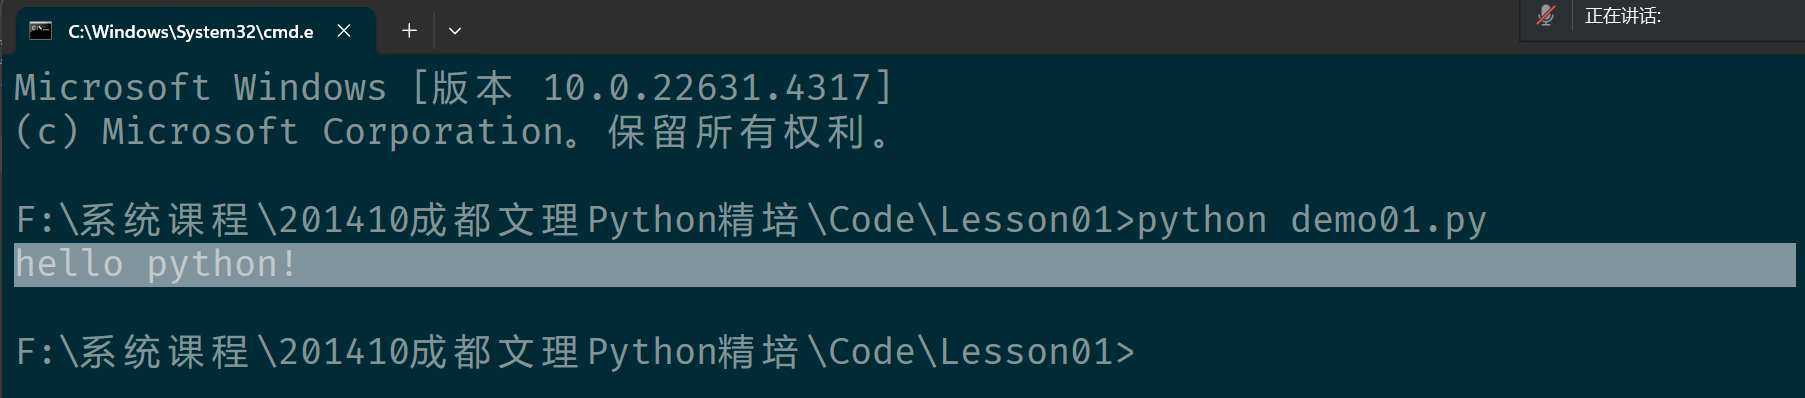 C:\Windows\System32\cmd.e
正在讲话:
Microsoft Windows [版本 10.0.22631.4317]
(c) Microsoft Corporation。保留所有权利。
F:\系统课程\201410成都文理Python精培\Code\Lesson01>python demo01.py
hello python!
F:\系统课程\201410成都文理Python精培\Code\Lesson01>